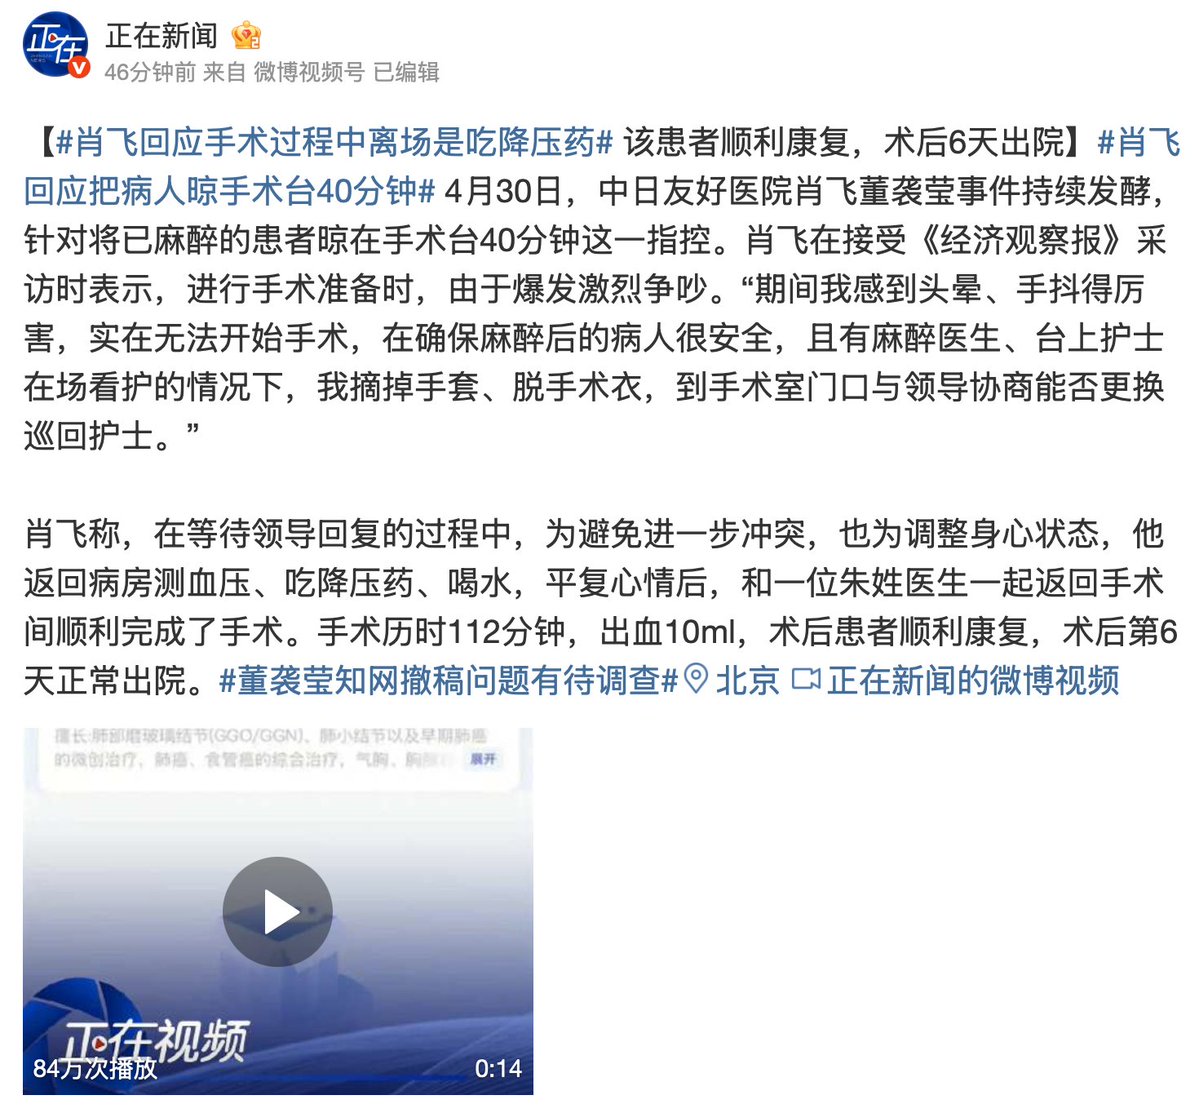 正在
正在新闻
46分钟前 来自 微博视频号 已编辑
【#肖飞回应手术过程中离场是吃降压药# 该患者顺利康复，术后6天出院】#肖飞
回应把病人晾手术台40分钟# 4月30日，中日友好医院肖飞董袭莹事件持续发酵，
针对将已麻醉的患者晾在手术台40分钟这一指控。肖飞在接受《经济观察报》采
访时表示，进行手术准备时，由于爆发激烈争吵。“期间我感到头晕、手抖得厉
害，实在无法开始手术，在确保麻醉后的病人很安全，且有麻醉医生、台上护士
在场看护的情况下，我摘掉手套、脱手术衣，到手术室门口与领导协商能否更换
巡回护士。”
肖飞称，在等待领导回复的过程中，为避免进一步冲突，也为调整身心状态，他
返回病房测血压、吃降压药、喝水，平复心情后，和一位朱姓医生一起返回手术
间顺利完成了手术。手术历时112分钟，出血10ml，术后患者顺利康复，术后第6
天正常出院。#董袭莹知网撤稿问题有待调查# 北京 正在新闻的微博视频
擅长:肺部磨玻璃结节(GGO/GGN)、肺小结节以及早期肺癌
的微创治疗，肺癌、食管癌的综合治疗，气胸、胸腺 展开
正在视频
84万次播放 0:14